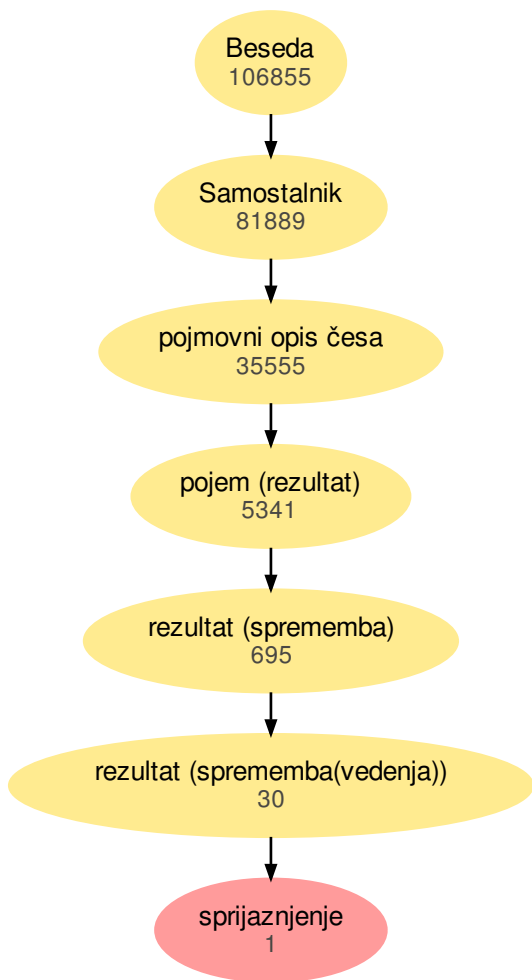 Beseda
106855
Samostalnik
81889
pojmovni opis česa
35555
pojem (rezultat)
5341
rezultat (sprememba)
695
rezultat (sprememba(vedenja))
30
sprijaznjenje
1